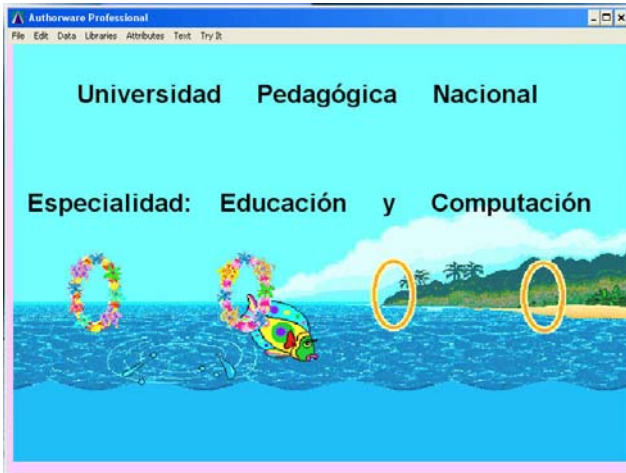 Authorware Professional
File Edit Data Libraries Attributes Text Try It
Universidad Pedagógica Nacional
Especialidad: Educación y Computación